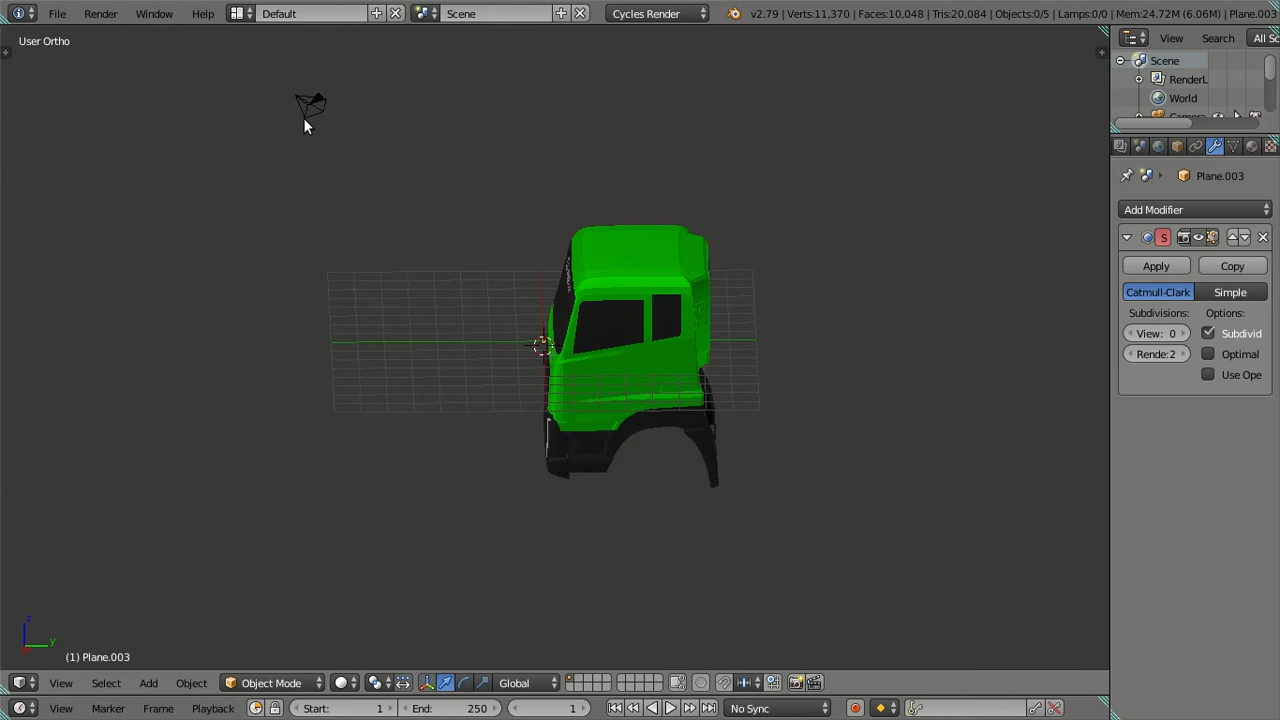 File Render Window Help Default Scene Cycles Render v2.79 | Verts:11,370 | Faces:10,048 | Tris:20,084 | Objects:0/5 | Lamps:0/0 | Mem:24.72M (6.06M) | Plane.003
User Ortho
View Search All Sc
Scene
RenderL
World
Camera
Plane.003
Add Modifier
S
Apply Copy
Catmull-Clark Simple
Subdivisions: Options:
View: 0 Subdivid
Rende:2 Optimal
Use Ope
z
y
(1) Plane.003
View Select Add Object Object Mode Global
View Marker Frame Playback Start: 1 End: 250 1 No Sync